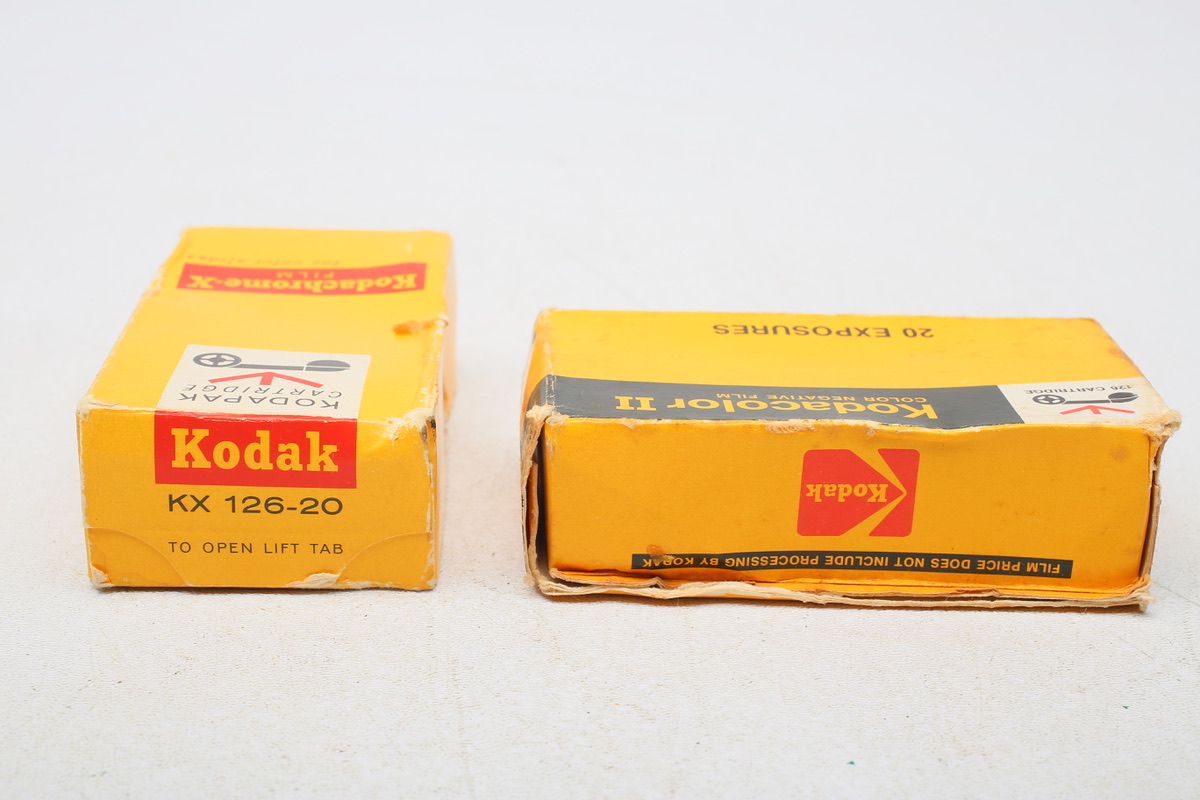 for color slides
FILM
Kodachrome-X
KODAPAK
CARTRIDGE
Kodak
KX 126-20
TO OPEN LIFT TAB
20 EXPOSURES
Kodacolor II
COLOR NEGATIVE FILM
126 CARTRIDGE
Kodak
FILM PRICE DOES NOT INCLUDE PROCESSING BY KODAK